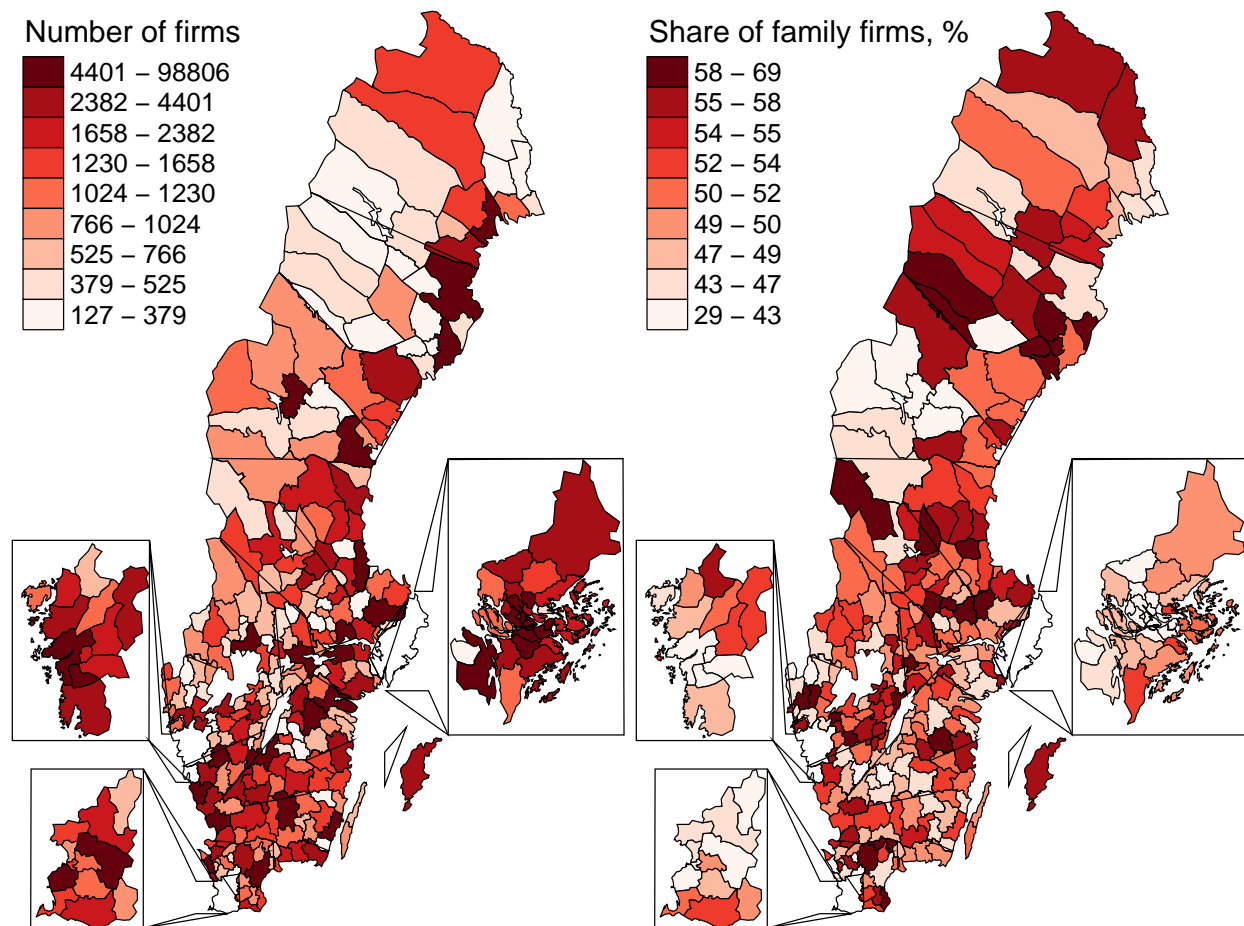 Number of firms
4401 – 98806
2382 – 4401
1658 – 2382
1230 – 1658
1024 – 1230
766 – 1024
525 – 766
379 – 525
127 – 379
Share of family firms, %
58 – 69
55 – 58
54 – 55
52 – 54
50 – 52
49 – 50
47 – 49
43 – 47
29 – 43